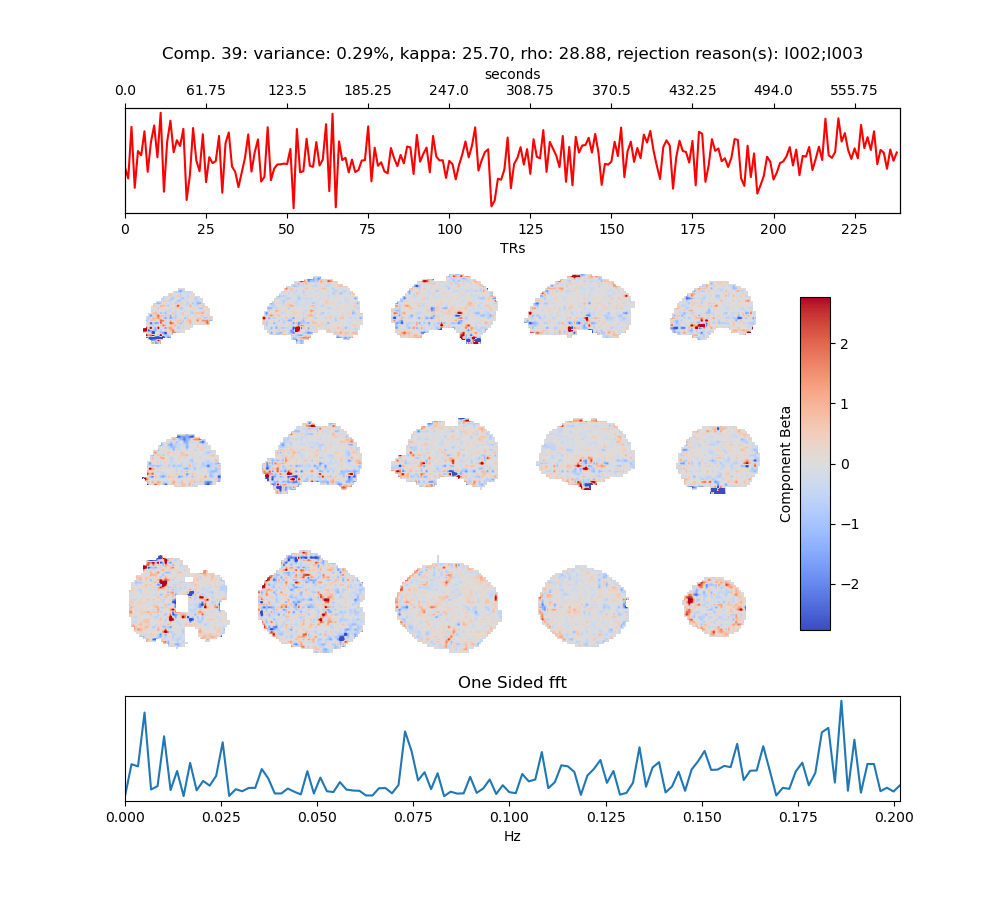 Comp. 39: variance: 0.29%, kappa: 25.70, rho: 28.88, rejection reason(s): I002;I003
seconds
0.0 61.75 123.5 185.25 247.0 308.75 370.5 432.25 494.0 555.75
0 25 50 75 100 125 150 175 200 225
TRs
2
1
0
−1
−2
Component Beta
One Sided fft
0.000 0.025 0.050 0.075 0.100 0.125 0.150 0.175 0.200
Hz